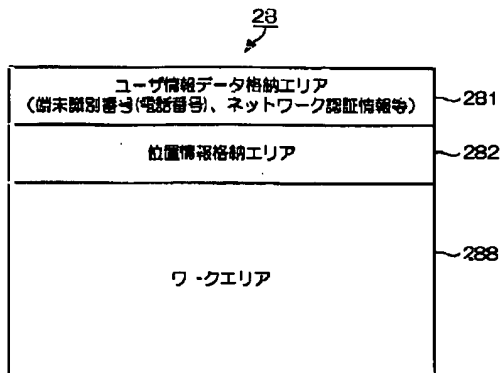 28
ユーザ情報データ格納エリア
(端末識別番号(電話番号)、ネットワーク認証情報等)
281
位置情報格納エリア
282
288
ワークエリア